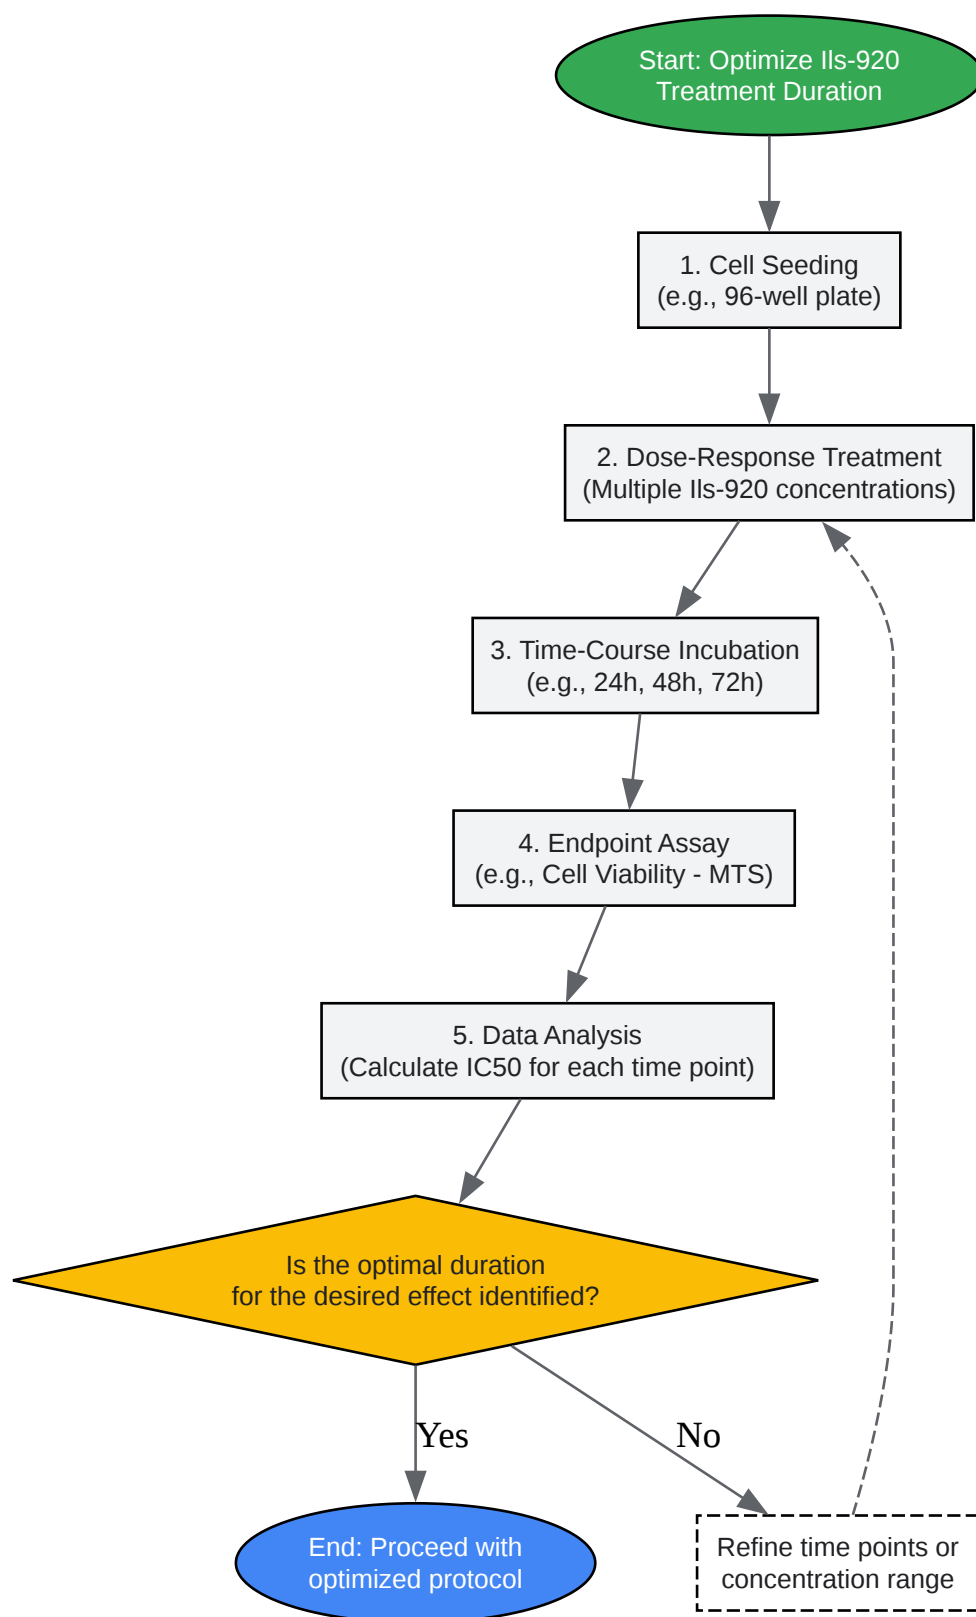 Start: Optimize Ils-920
Treatment Duration
1. Cell Seeding
(e.g., 96-well plate)
2. Dose-Response Treatment
(Multiple Ils-920 concentrations)
3. Time-Course Incubation
(e.g., 24h, 48h, 72h)
4. Endpoint Assay
(e.g., Cell Viability - MTS)
5. Data Analysis
(Calculate IC50 for each time point)
Is the optimal duration
for the desired effect identified?
Yes
No
End: Proceed with
optimized protocol
Refine time points or
concentration range